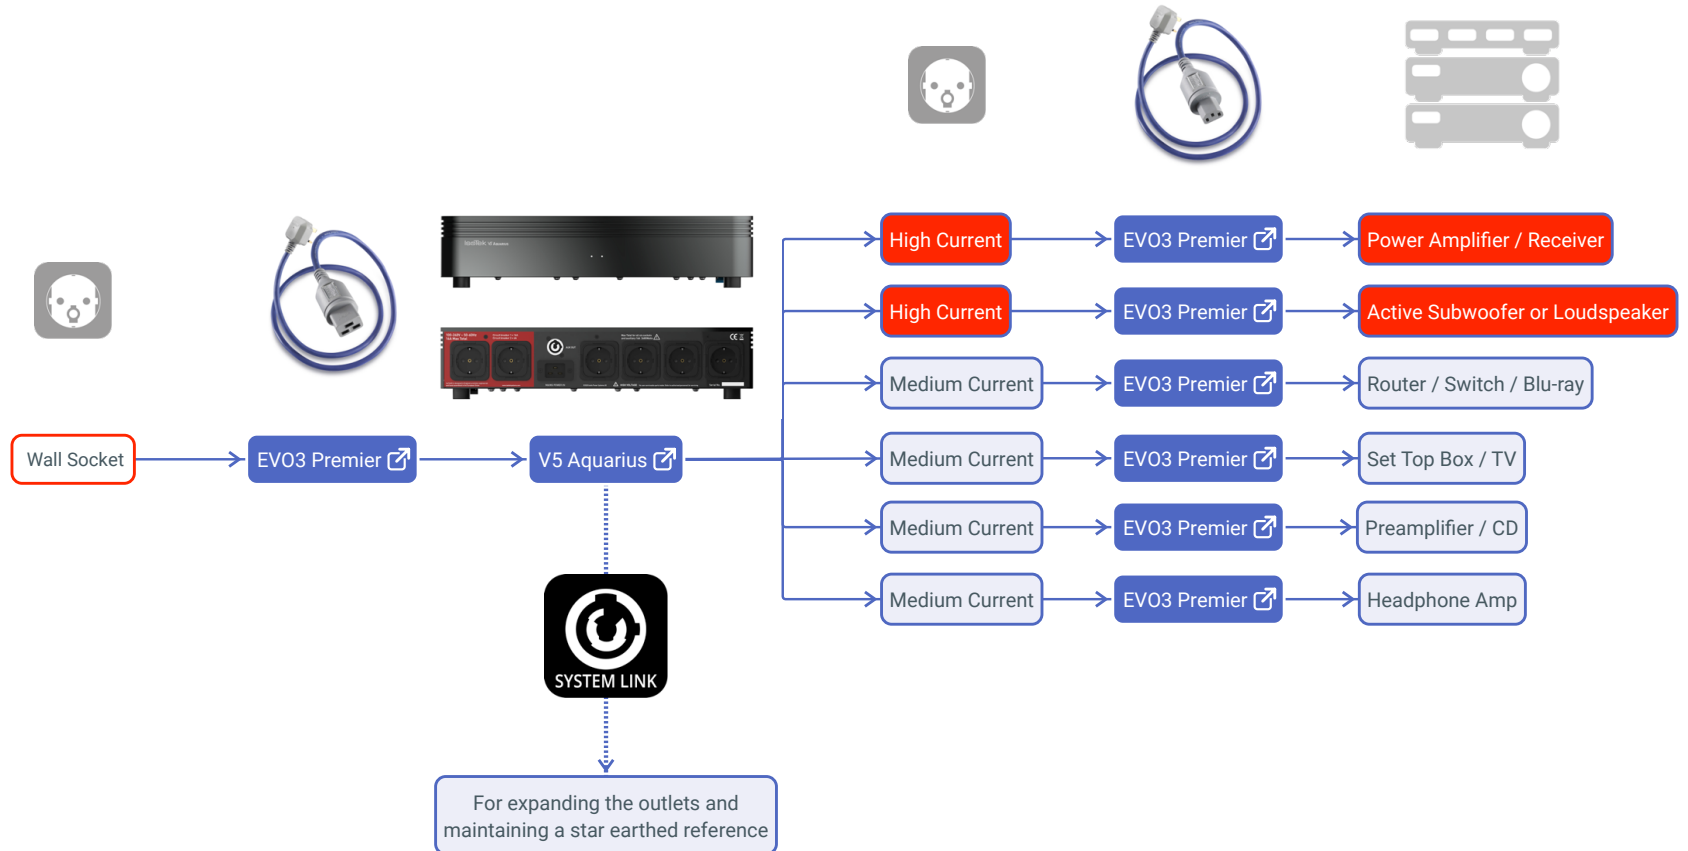 IsoTek V5 Aquarius
High Current
EVO3 Premier
Power Amplifier / Receiver
High Current
EVO3 Premier
Active Subwoofer or Loudspeaker
Medium Current
EVO3 Premier
Router / Switch / Blu-ray
Wall Socket
EVO3 Premier
V5 Aquarius
Medium Current
EVO3 Premier
Set Top Box / TV
Medium Current
EVO3 Premier
Preamplifier / CD
Medium Current
EVO3 Premier
Headphone Amp
SYSTEM LINK
For expanding the outlets and
maintaining a star earthed reference